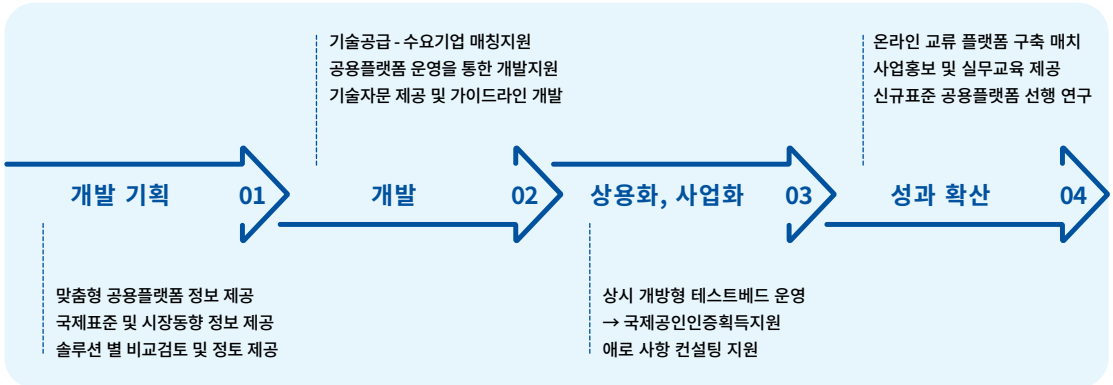 기술공급 - 수요기업 매칭지원
공용플랫폼 운영을 통한 개발지원
기술자문 제공 및 가이드라인 개발
온라인 교류 플랫폼 구축 매치
사업홍보 및 실무교육 제공
신규표준 공용플랫폼 선행 연구
개발 기획 01
개발 02
상용화, 사업화 03
성과 확산 04
맞춤형 공용플랫폼 정보 제공
국제표준 및 시장동향 정보 제공
솔루션 별 비교검토 및 정토 제공
상시 개방형 테스트베드 운영
→ 국제공인인증획득지원
애로 사항 컨설팅 지원